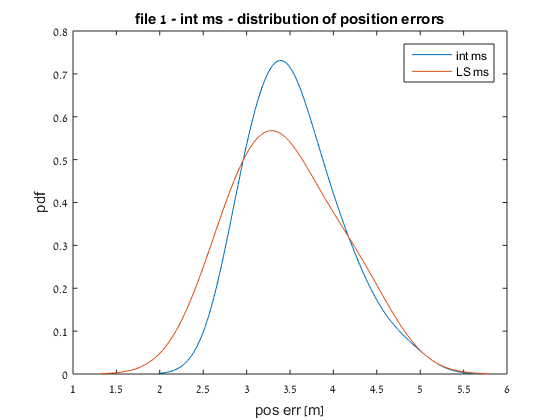 file 1 - int ms - distribution of position errors
int ms
LS ms
pdf
0.8
0.7
0.6
0.5
0.4
0.3
0.2
0.1
0
1 1.5 2 2.5 3 3.5 4 4.5 5 5.5 6
pos err [m]